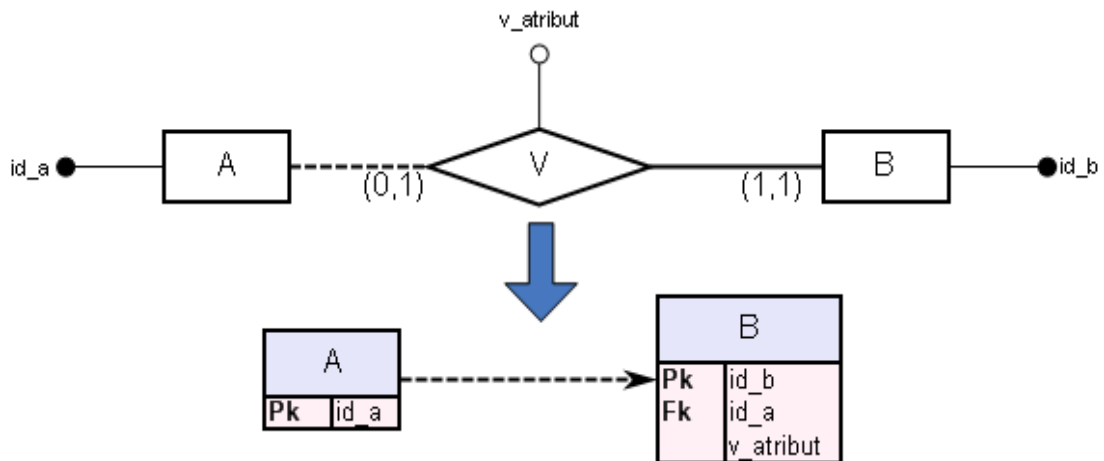 v_atribut
id_a A (0,1) V (1,1) B id_b
A
Pk id_a
B
Pk id_b
Fk id_a
v_atribut